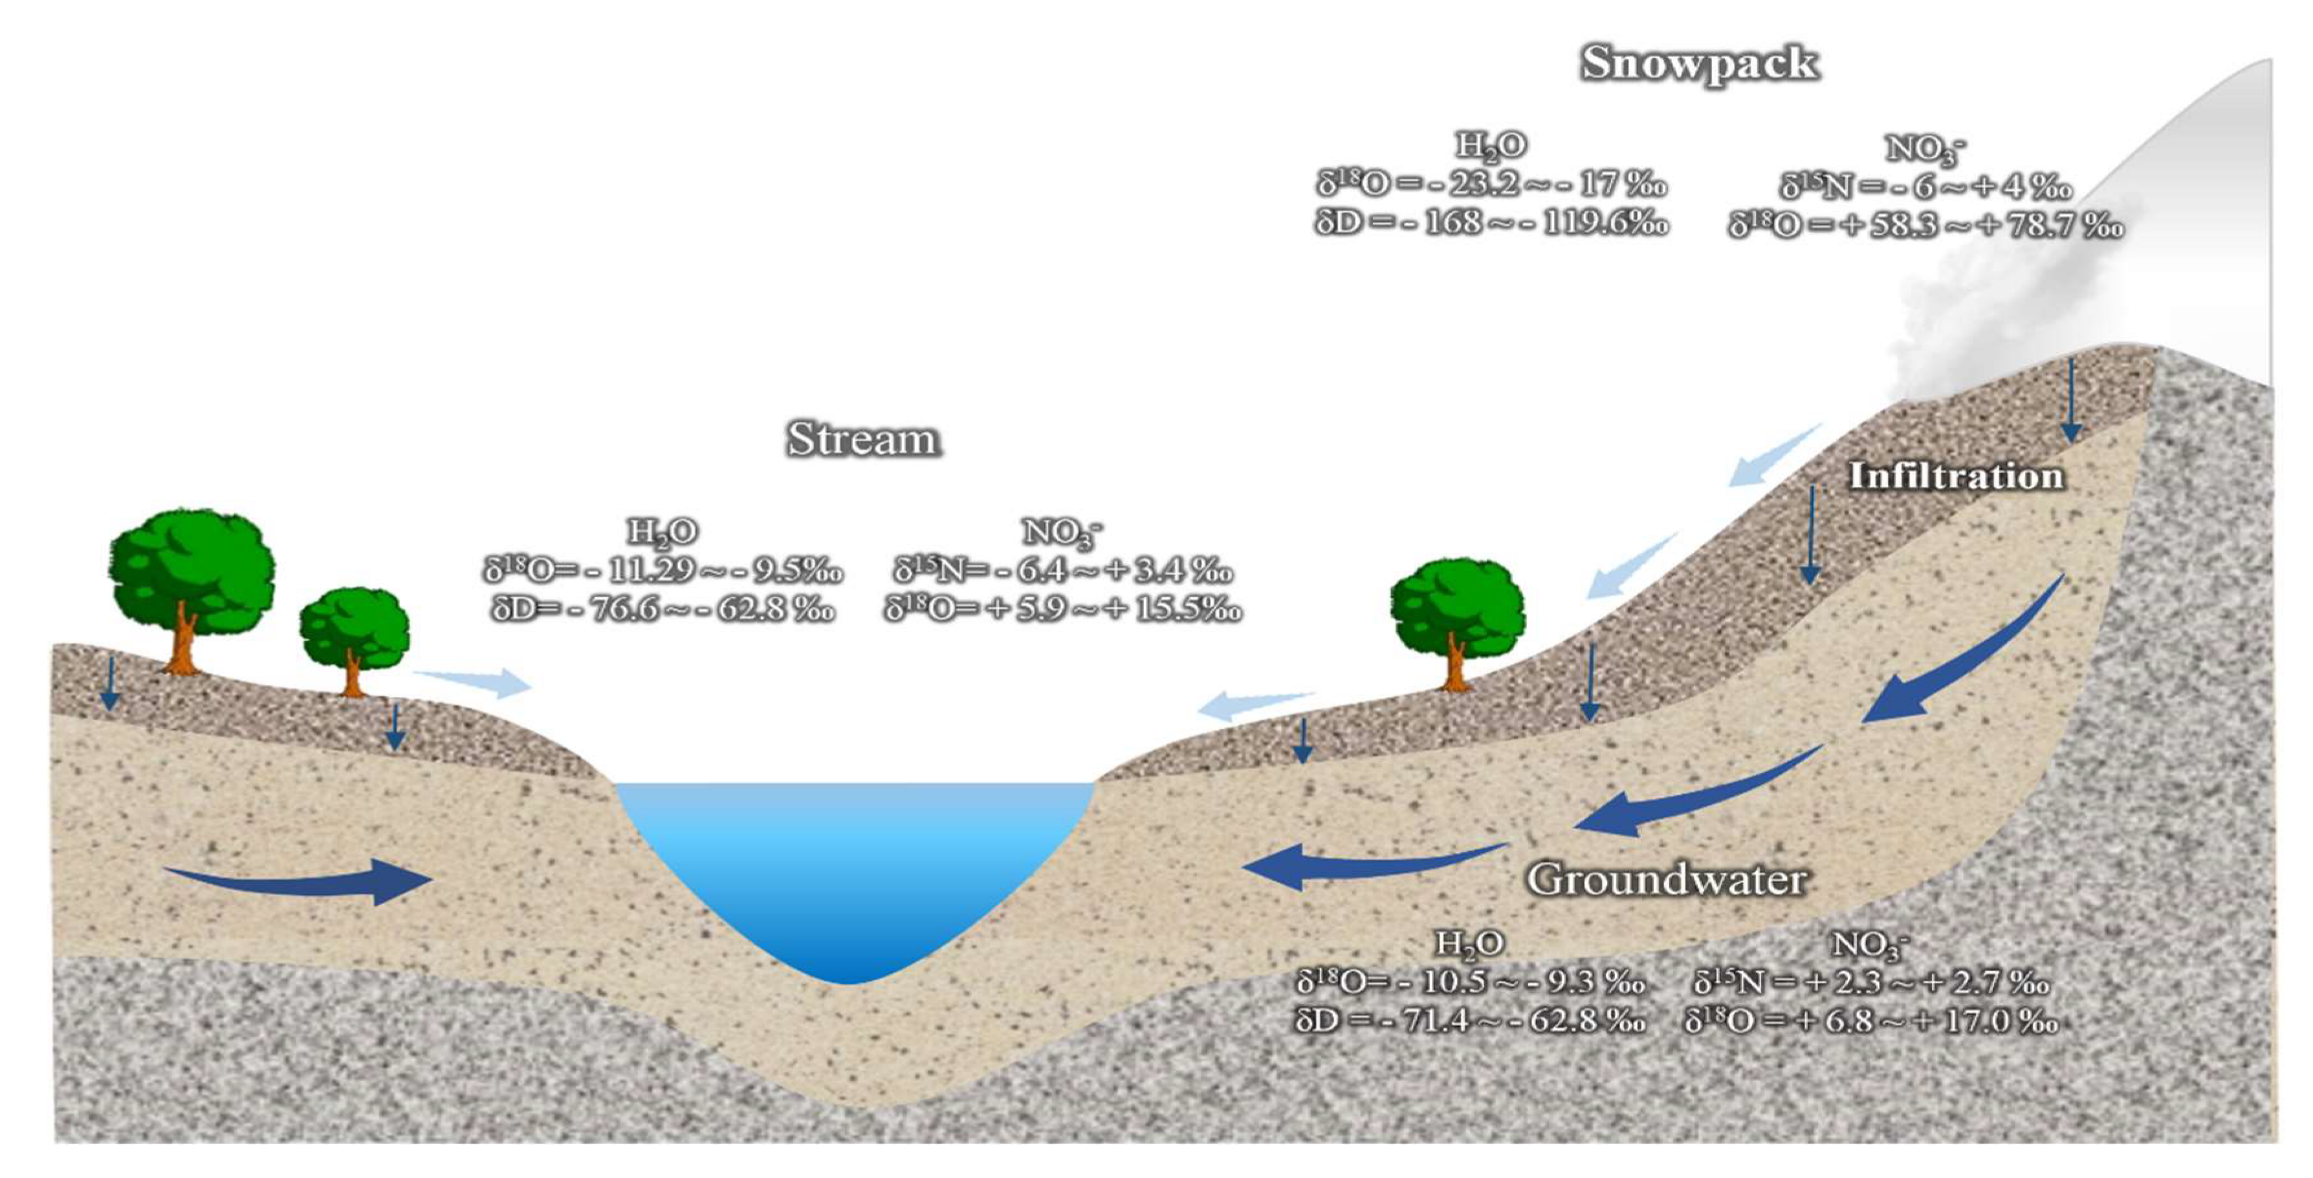 Snowpack
H₂O
δ¹⁸O = - 23.2 ~ - 17 ‰
δD = - 168 ~ - 119.6‰
NO₃⁻
δ¹⁵N = - 6 ~ + 4 ‰
δ¹⁸O = + 58.3 ~ + 78.7 ‰
Stream
H₂O
δ¹⁸O= - 11.29 ~ - 9.5‰
δD= - 76.6 ~ - 62.8 ‰
NO₃⁻
δ¹⁵N= - 6.4 ~ + 3.4 ‰
δ¹⁸O= + 5.9 ~ + 15.5‰
Infiltration
Groundwater
H₂O
δ¹⁸O= - 10.5 ~ - 9.3 ‰
δD = - 71.4 ~ - 62.8 ‰
NO₃⁻
δ¹⁵N = + 2.3 ~ + 2.7 ‰
δ¹⁸O = + 6.8 ~ + 17.0 ‰